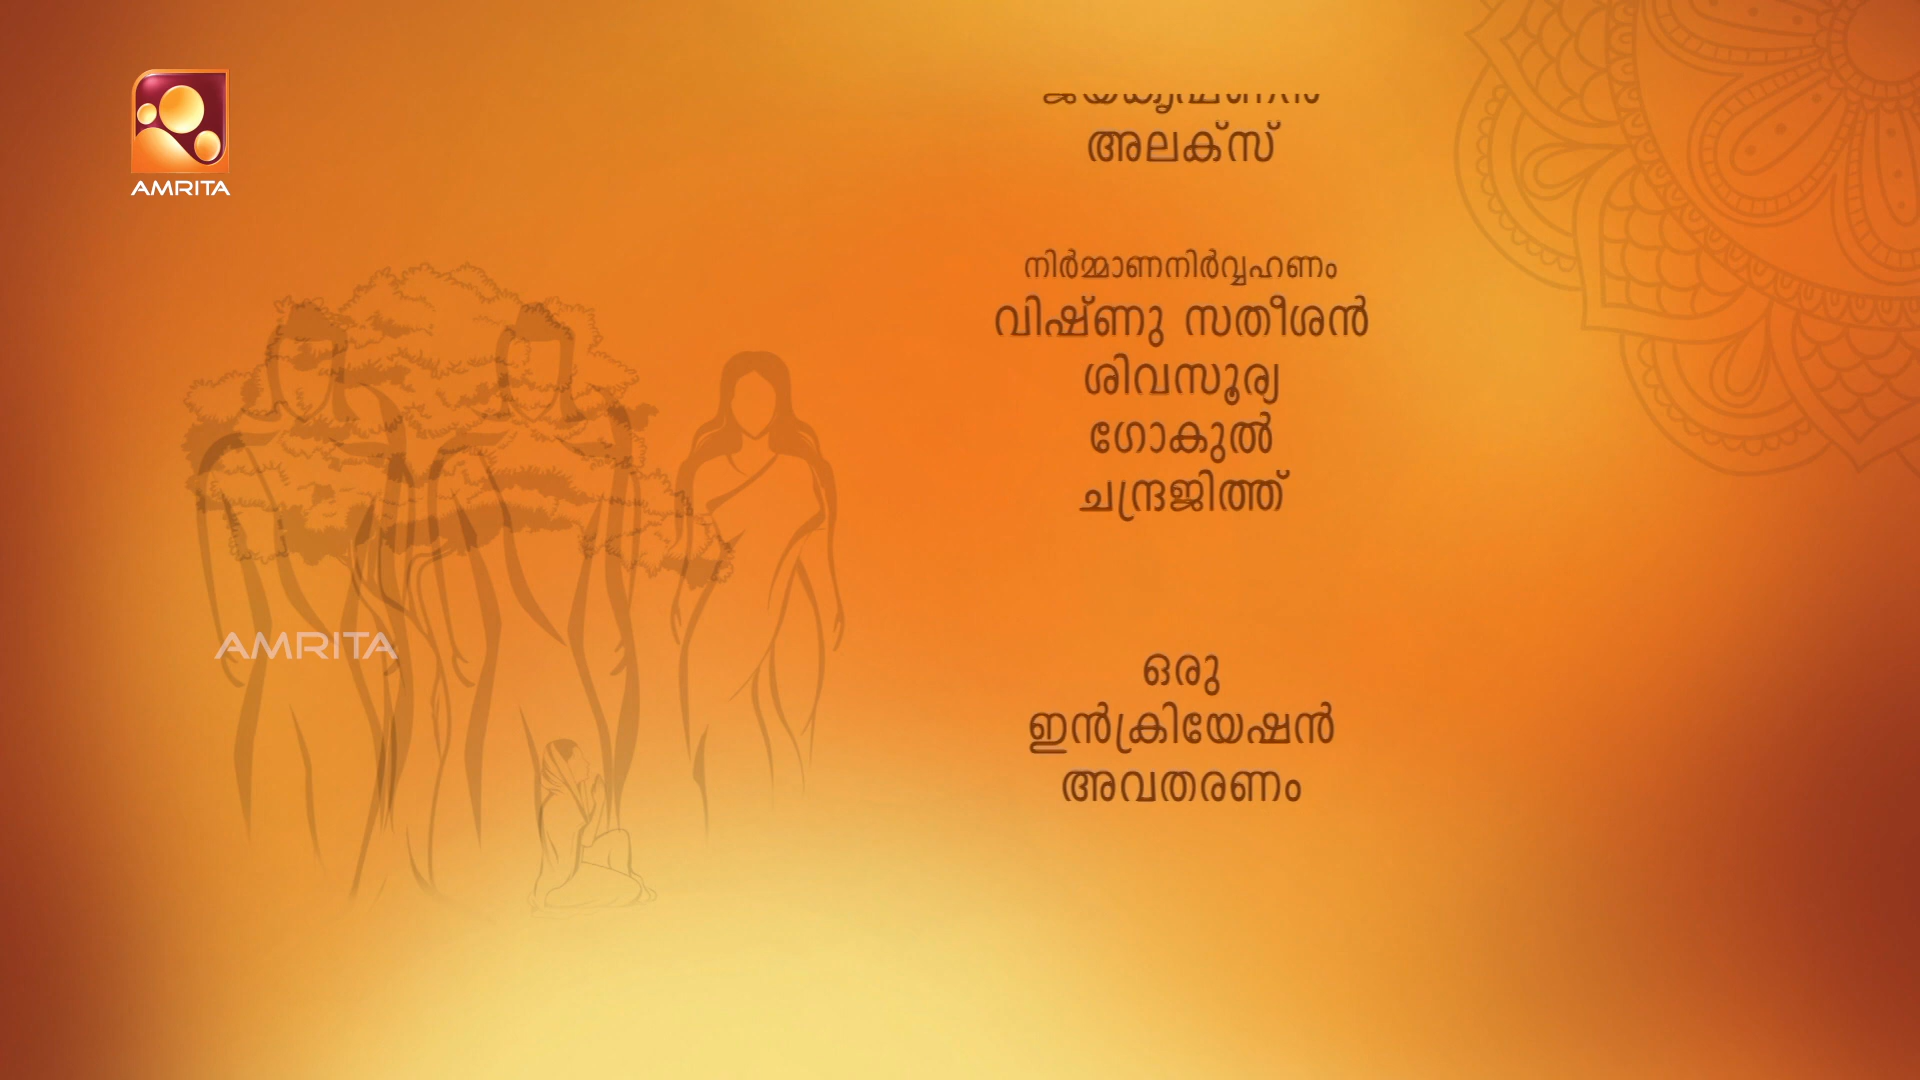 AMRITA
അലക്സ്
നിർമ്മാണനിർവ്വഹണം
വിഷ്ണു സതീശൻ
ശിവസൂര്യ
ഗോകുൽ
ചന്ദ്രജിത്ത്
AMRITA
ഒരു
ഇൻക്രിയേഷൻ
അവതരണം